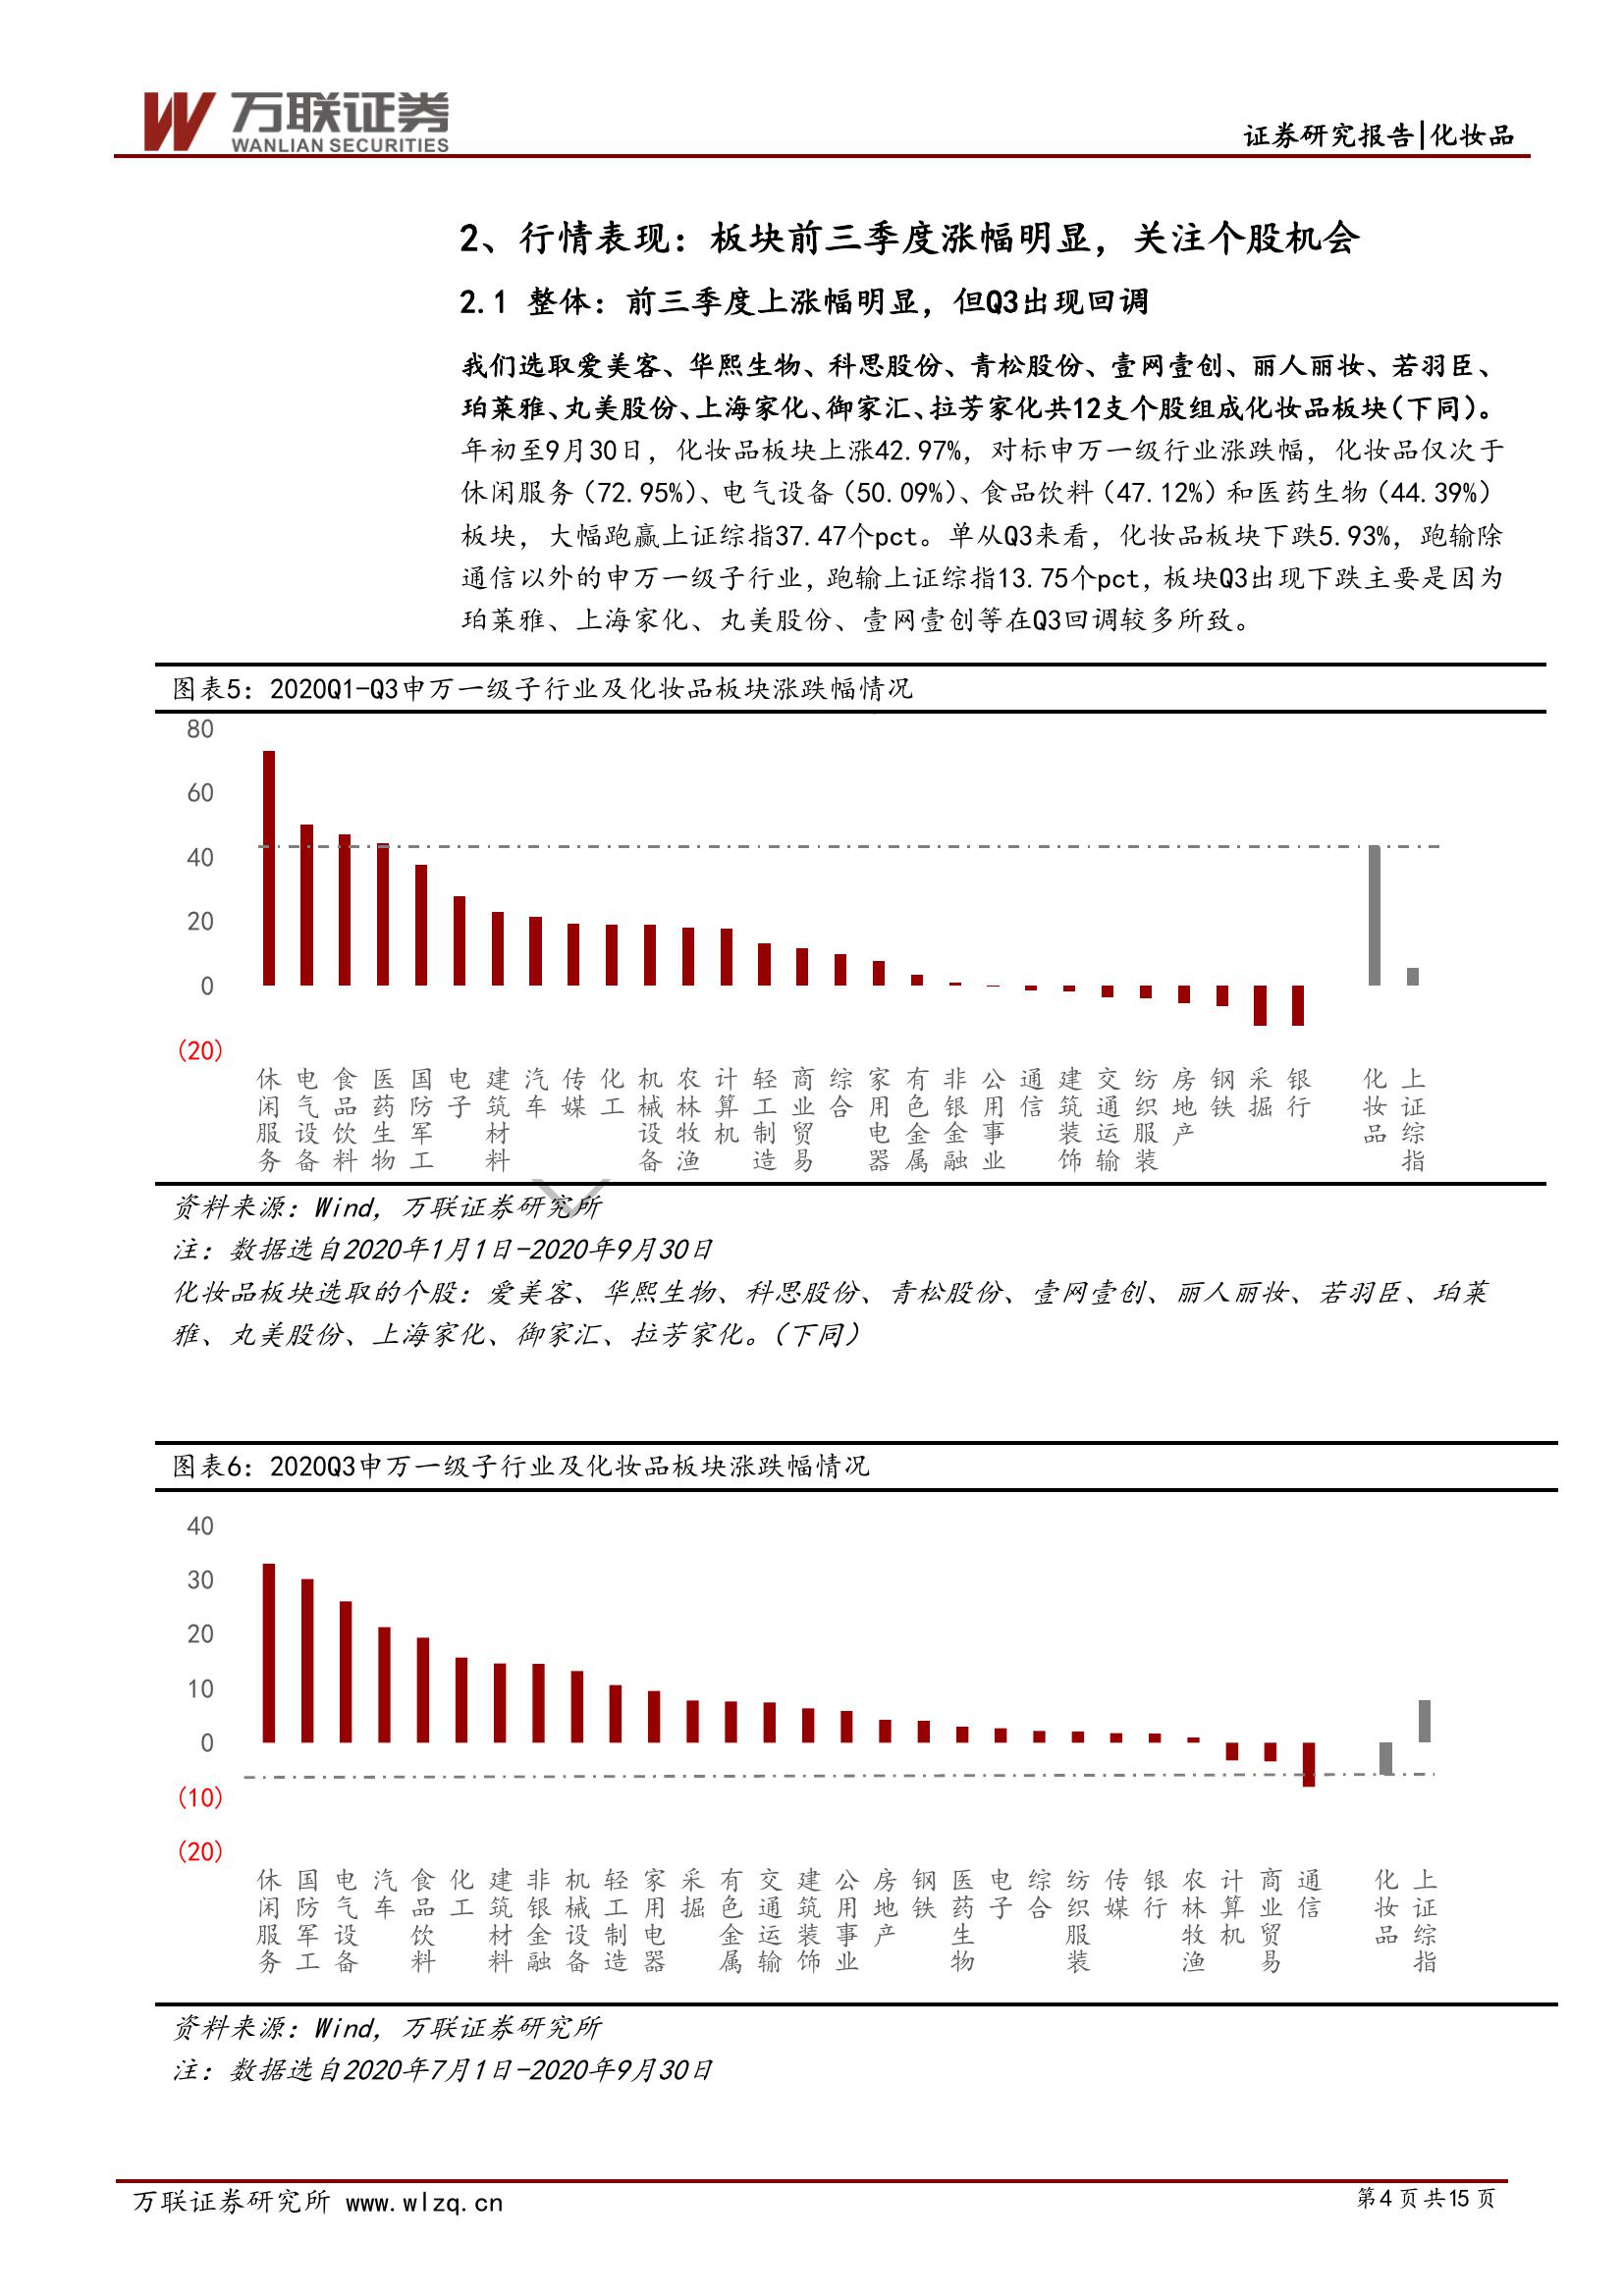 万联证券
WANLIAN SECURITIES
证券研究报告|化妆品
2、行情表现：板块前三季度涨幅明显，关注个股机会
2.1 整体：前三季度上涨幅明显，但Q3出现回调
我们选取爱美客、华熙生物、科思股份、青松股份、壹网壹创、丽人丽妆、若羽臣、
珀莱雅、丸美股份、上海家化、御家汇、拉芳家化共12支个股组成化妆品板块（下同）。
年初至9月30日，化妆品板块上涨42.97%，对标申万一级行业涨跌幅，化妆品仅次于
休闲服务（72.95%）、电气设备（50.09%）、食品饮料（47.12%）和医药生物（44.39%）
板块，大幅跑赢上证综指37.47个pct。单从Q3来看，化妆品板块下跌5.93%，跑输除
通信以外的申万一级子行业，跑输上证综指13.75个pct，板块Q3出现下跌主要是因为
珀莱雅、上海家化、丸美股份、壹网壹创等在Q3回调较多所致。
图表5：2020Q1-Q3申万一级子行业及化妆品板块涨跌幅情况
80
60
40
20
0
(20)
休闲服务 电气设备 食品饮料 医药生物 国防军工 电子 建筑材料 汽车 传媒 化工 机械设备 农林牧渔 计算机 轻工制造 商业贸易 综合 家用电器 有色金属 非银金融 公用事业 通信 建筑装饰 交通运输 纺织服装 房地产 钢铁 采掘 银行 化妆品 上证综指
资料来源：Wind，万联证券研究所
注：数据选自2020年1月1日-2020年9月30日
化妆品板块选取的个股：爱美客、华熙生物、科思股份、青松股份、壹网壹创、丽人丽妆、若羽臣、珀莱
雅、丸美股份、上海家化、御家汇、拉芳家化。（下同）
图表6：2020Q3申万一级子行业及化妆品板块涨跌幅情况
40
30
20
10
0
(10)
(20)
休闲服务 国防军工 电气设备 汽车 食品饮料 化工 建筑材料 非银金融 机械设备 轻工制造 家用电器 采掘 有色金属 交通运输 建筑装饰 公用事业 房地产 钢铁 医药生物 电子 综合 纺织服装 传媒 银行 农林牧渔 计算机 商业贸易 通信 化妆品 上证综指
资料来源：Wind，万联证券研究所
注：数据选自2020年7月1日-2020年9月30日
万联证券研究所 www.wlzq.cn
第4页共15页